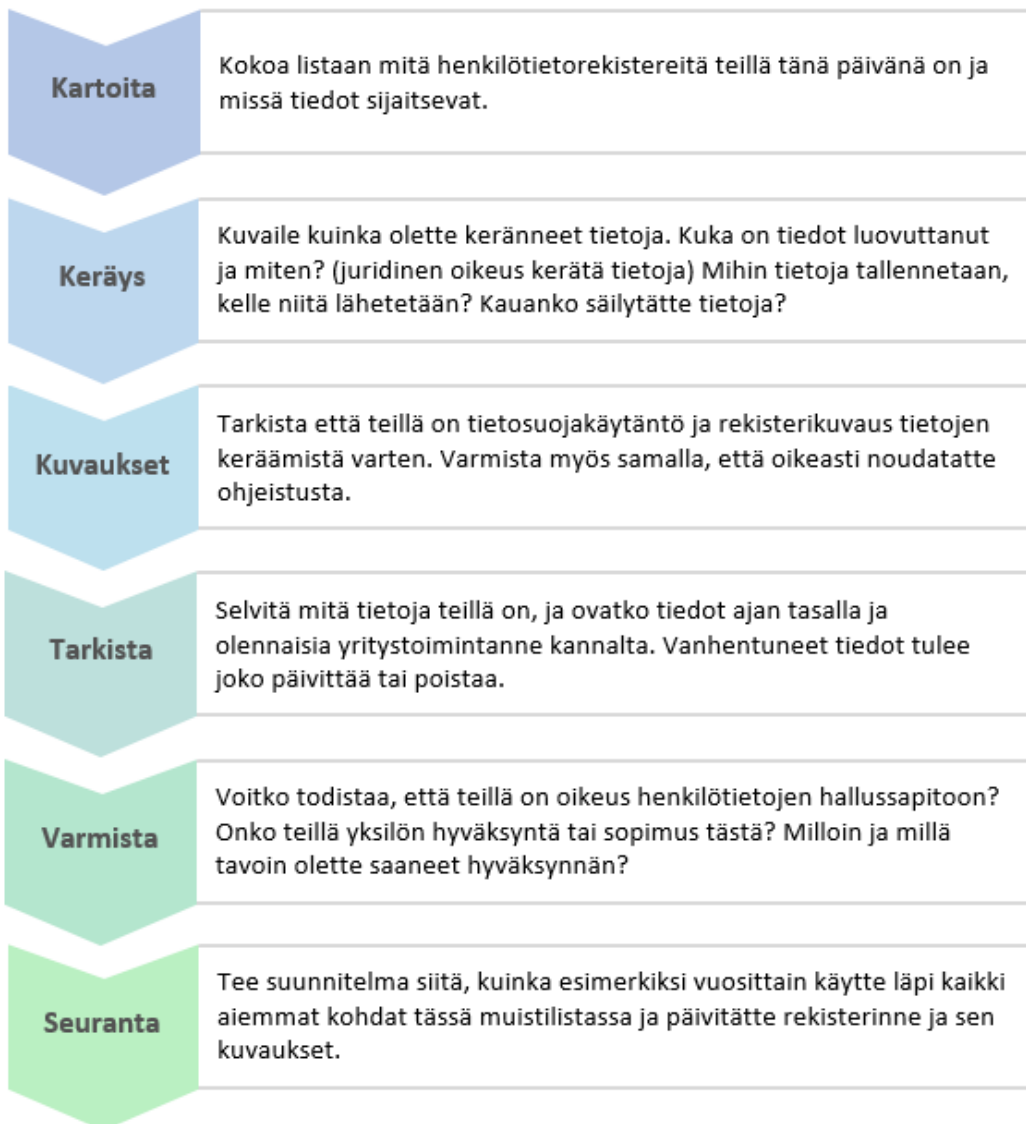 Kartoita
Kokoa listaan mitä henkilötietorekistereitä teillä tänä päivänä on ja
missä tiedot sijaitsevat.
Keräys
Kuvaile kuinka olette keränneet tietoja. Kuka on tiedot luovuttanut
ja miten? (juridinen oikeus kerätä tietoja) Mihin tietoja tallennetaan,
kelle niitä lähetetään? Kauanko säilytätte tietoja?
Kuvaukset
Tarkista että teillä on tietosuojakäytäntö ja rekisterikuvaus tietojen
keräämistä varten. Varmista myös samalla, että oikeasti noudatatte
ohjeistusta.
Tarkista
Selvitä mitä tietoja teillä on, ja ovatko tiedot ajan tasalla ja
olennaisia yritystoimintanne kannalta. Vanhentuneet tiedot tulee
joko päivittää tai poistaa.
Varmista
Voitko todistaa, että teillä on oikeus henkilötietojen hallussapitoon?
Onko teillä yksilön hyväksyntä tai sopimus tästä? Milloin ja millä
tavoin olette saaneet hyväksynnän?
Seuranta
Tee suunnitelma siitä, kuinka esimerkiksi vuosittain käytte läpi kaikki
aiemmat kohdat tässä muistilistassa ja päivitätte rekisterinne ja sen
kuvaukset.